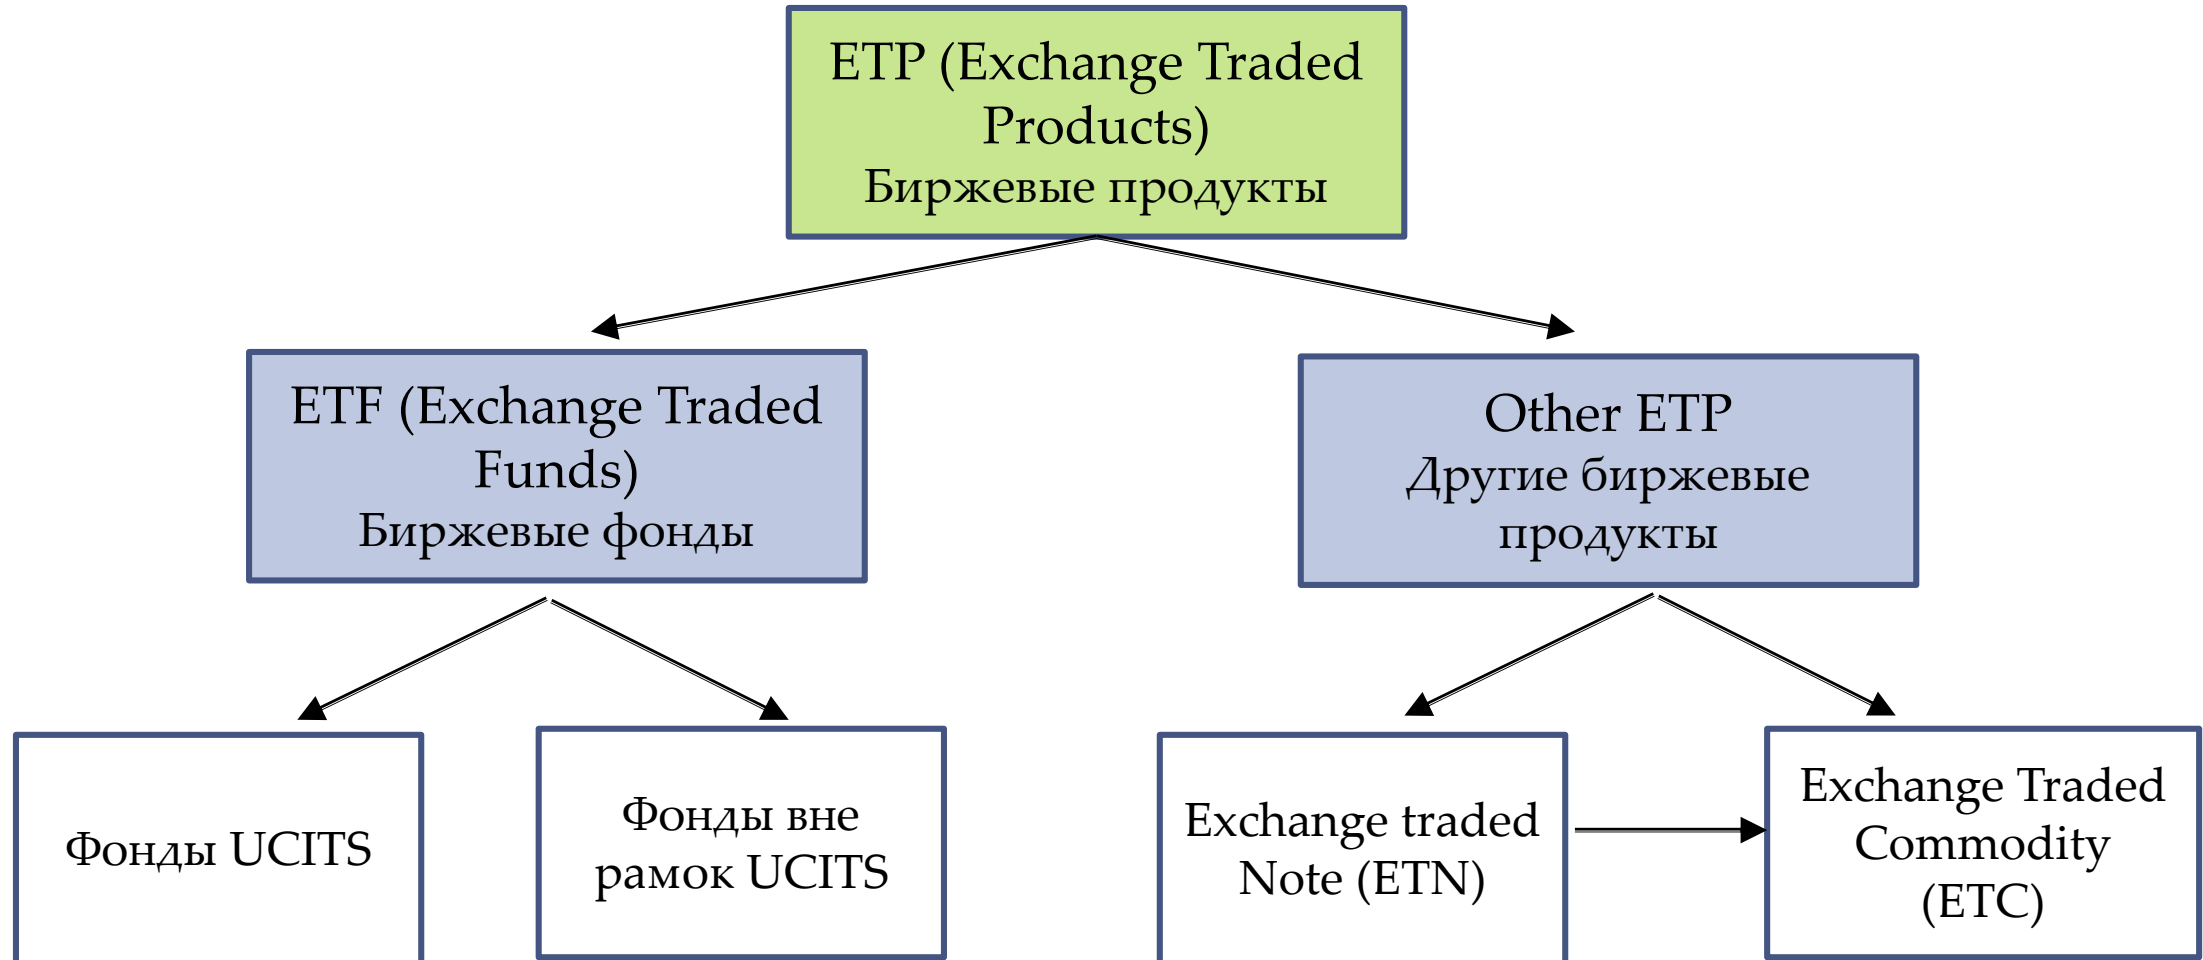 ETP (Exchange Traded
Products)
Биржевые продукты
ETF (Exchange Traded
Funds)
Биржевые фонды
Other ETP
Другие биржевые
продукты
Фонды UCITS
Фонды вне
рамок UCITS
Exchange traded
Note (ETN)
Exchange Traded
Commodity
(ETC)